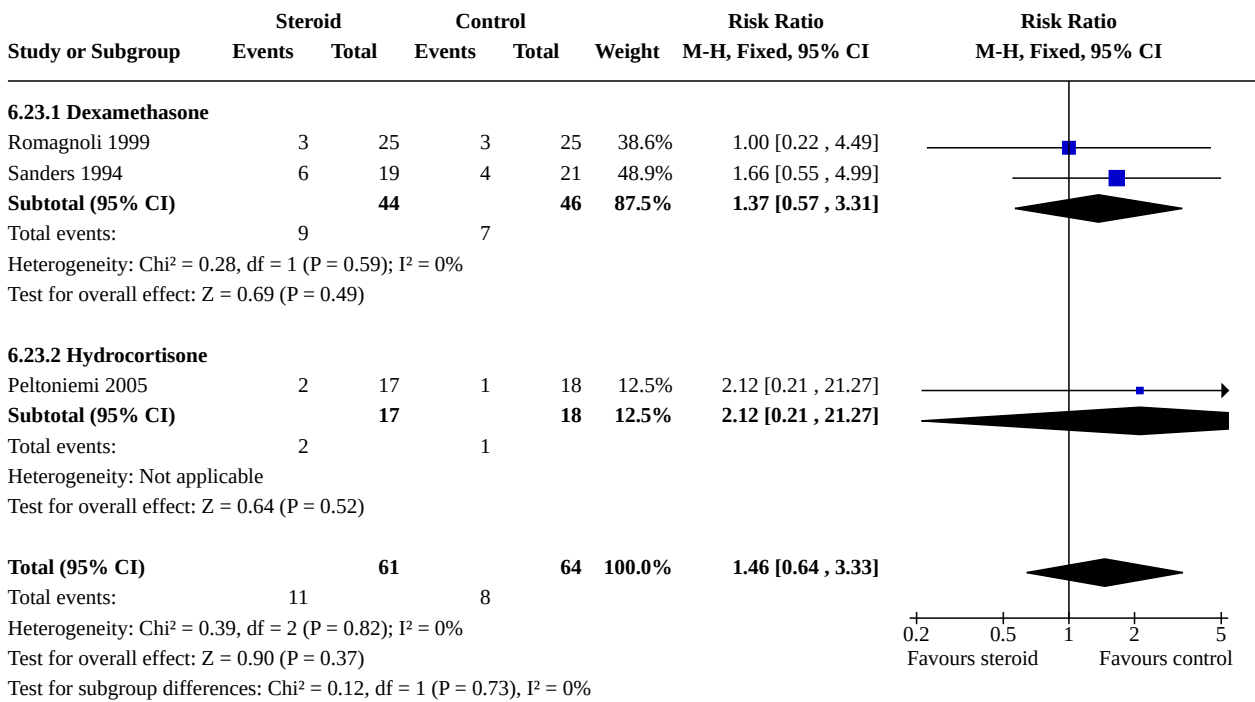 Steroid Control Risk Ratio Risk Ratio
Study or Subgroup Events Total Events Total Weight M-H, Fixed, 95% CI M-H, Fixed, 95% CI
6.23.1 Dexamethasone
Romagnoli 1999 3 25 3 25 38.6% 1.00 [0.22 , 4.49]
Sanders 1994 6 19 4 21 48.9% 1.66 [0.55 , 4.99]
Subtotal (95% CI) 44 46 87.5% 1.37 [0.57 , 3.31]
Total events: 9 7
Heterogeneity: Chi² = 0.28, df = 1 (P = 0.59); I² = 0%
Test for overall effect: Z = 0.69 (P = 0.49)
6.23.2 Hydrocortisone
Peltoniemi 2005 2 17 1 18 12.5% 2.12 [0.21 , 21.27]
Subtotal (95% CI) 17 18 12.5% 2.12 [0.21 , 21.27]
Total events: 2 1
Heterogeneity: Not applicable
Test for overall effect: Z = 0.64 (P = 0.52)
Total (95% CI) 61 64 100.0% 1.46 [0.64 , 3.33]
Total events: 11 8
Heterogeneity: Chi² = 0.39, df = 2 (P = 0.82); I² = 0%
0.2 0.5 1 2 5
Test for overall effect: Z = 0.90 (P = 0.37)
Favours steroid Favours control
Test for subgroup differences: Chi² = 0.12, df = 1 (P = 0.73), I² = 0%